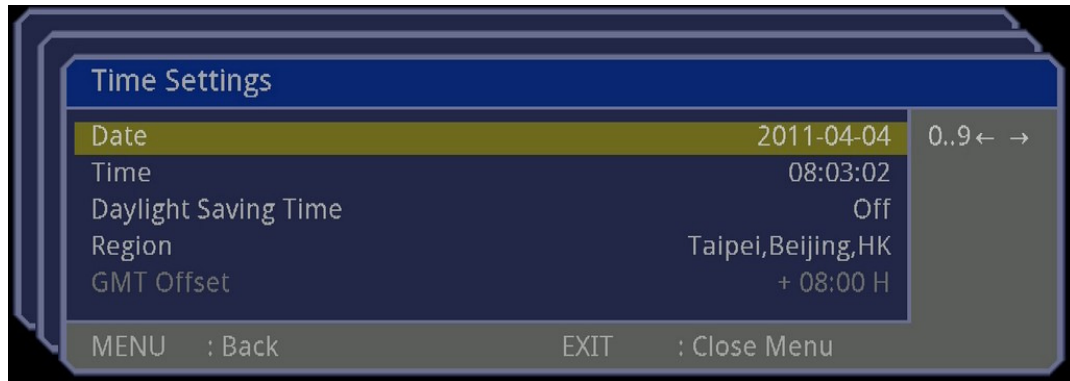 Time Settings
Date 2011-04-04 0..9← →
Time 08:03:02
Daylight Saving Time Off
Region Taipei,Beijing,HK
GMT Offset + 08:00 H
MENU : Back EXIT : Close Menu